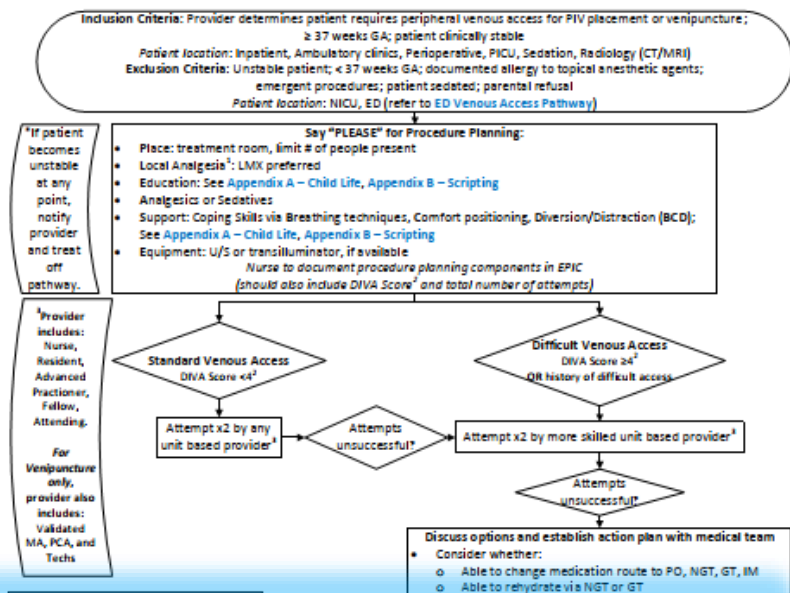 Inclusion Criteria: Provider determines patient requires peripheral venous access for PIV placement or venipuncture;
≥ 37 weeks GA; patient clinically stable
Patient location: Inpatient, Ambulatory clinics, Perioperative, PICU, Sedation, Radiology (CT/MRI)
Exclusion Criteria: Unstable patient; < 37 weeks GA; documented allergy to topical anesthetic agents;
emergent procedures; patient sedated; parental refusal
Patient location: NICU, ED (refer to ED Venous Access Pathway)
*If patient
becomes
unstable
at any
point,
notify
provider
and treat
off
pathway.
Say “PLEASE” for Procedure Planning:
• Place: treatment room, limit # of people present
• Local Analgesia¹: LMX preferred
• Education: See Appendix A – Child Life, Appendix B – Scripting
• Analgesics or Sedatives
• Support: Coping Skills via Breathing techniques, Comfort positioning, Diversion/Distraction (BCD);
See Appendix A – Child Life, Appendix B – Scripting
• Equipment: U/S or transilluminator, if available
Nurse to document procedure planning components in EPIC
(should also include DIVA Score² and total number of attempts)
³Provider
includes:
Nurse,
Resident,
Advanced
Practioner,
Fellow,
Attending.
For
Venipuncture
only,
provider also
includes:
Validated
MA, PCA, and
Techs
Standard Venous Access
DIVA Score <4²
Difficult Venous Access
DIVA Score ≥4²
OR history of difficult access
Attempt x2 by any
unit based provider³
Attempts
unsuccessful?
Attempt x2 by more skilled unit based provider³
Attempts
unsuccessful?
Discuss options and establish action plan with medical team
• Consider whether:
o Able to change medication route to PO, NGT, GT, IM
o Able to rehydrate via NGT or GT